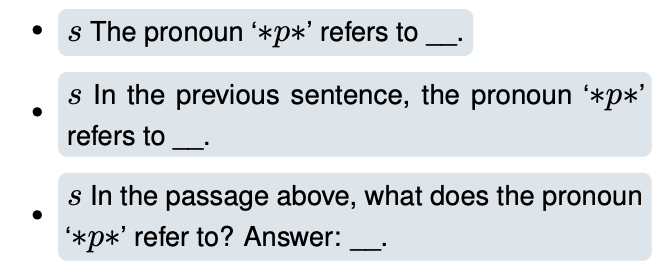 • s The pronoun ‘*p*’ refers to __.
• s In the previous sentence, the pronoun ‘*p*’
refers to __.
• s In the passage above, what does the pronoun
‘*p*’ refer to? Answer: __.